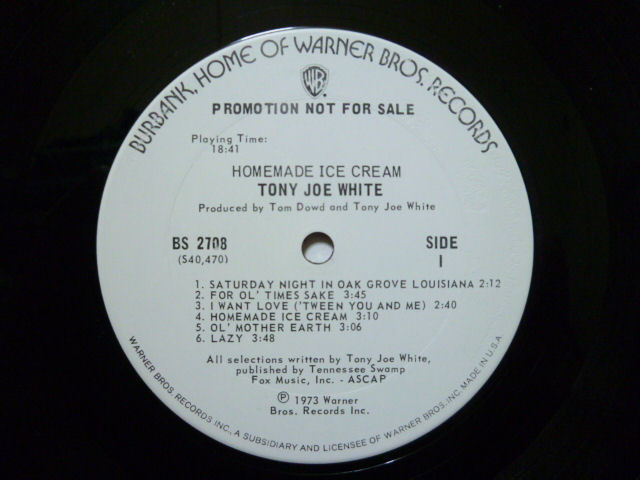 BURBANK, HOME OF WARNER BROS. RECORDS
WB
PROMOTION NOT FOR SALE
Playing Time:
18:41
HOMEMADE ICE CREAM
TONY JOE WHITE
Produced by Tom Dowd and Tony Joe White
BS 2708
(S40,470)
SIDE
1
1. SATURDAY NIGHT IN OAK GROVE LOUISIANA 2:12
2. FOR OL' TIMES SAKE 3:45
3. I WANT LOVE ('TWEEN YOU AND ME) 2:40
4. HOMEMADE ICE CREAM 3:10
5. OL' MOTHER EARTH 3:06
6. LAZY 3:48
All selections written by Tony Joe White,
published by Tennessee Swamp
Fox Music, Inc. - ASCAP
℗ 1973 Warner
Bros. Records Inc.
WARNER BROS. RECORDS INC., A SUBSIDIARY AND LICENSEE OF WARNER BROS., INC. MADE IN U.S.A.